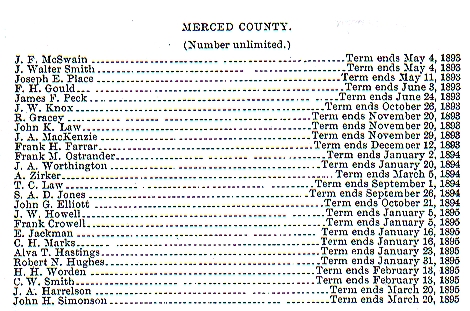 MERCED COUNTY.
(Number unlimited.)
J. F. McSwain Term ends May 4, 1893
J. Walter Smith Term ends May 4, 1893
Joseph E. Place Term ends May 11, 1893
F. H. Gould Term ends June 3, 1893
James F. Peck Term ends June 24, 1893
J. W. Knox Term ends October 26, 1893
R. Gracey Term ends November 20, 1893
John K. Law Term ends November 20, 1893
J. A. MacKenzie Term ends November 29, 1893
Frank H. Farrar Term ends December 12, 1893
Frank M. Ostrander Term ends January 2, 1894
J. A. Worthington Term ends January 20, 1894
A. Zirker Term ends March 5, 1894
T. C. Law Term ends September 1, 1894
S. A. D. Jones Term ends September 26, 1894
John G. Elliott Term ends October 21, 1894
J. W. Howell Term ends January 5, 1895
Frank Crowell Term ends January 5, 1895
E. Jackman Term ends January 16, 1895
C. H. Marks Term ends January 16, 1895
Alva T. Hastings Term ends January 23, 1895
Robert N. Hughes Term ends January 31, 1895
H. H. Worden Term ends February 13, 1895
C. W. Smith Term ends February 13, 1895
J. A. Harrelson Term ends March 20, 1895
John H. Simonson Term ends March 20, 1895